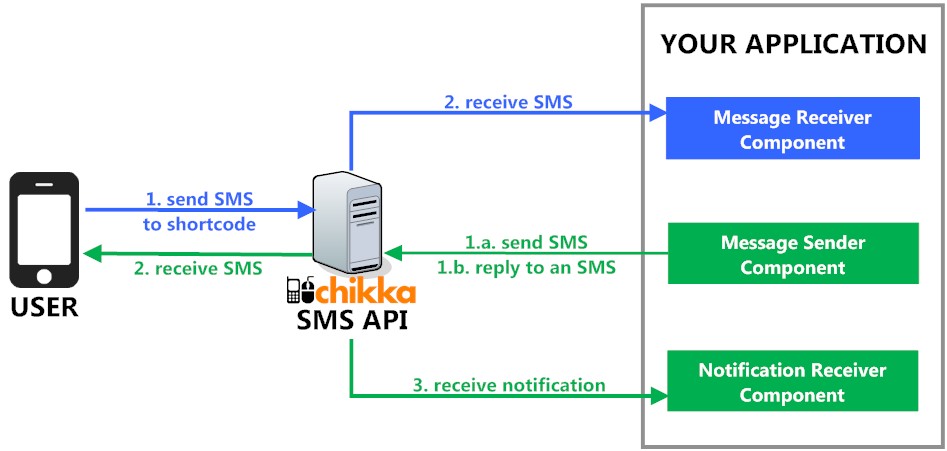 YOUR APPLICATION
2. receive SMS
Message Receiver
Component
1. send SMS
to shortcode
2. receive SMS
1.a. send SMS
1.b. reply to an SMS
Message Sender
Component
USER
chikka
SMS API
3. receive notification
Notification Receiver
Component